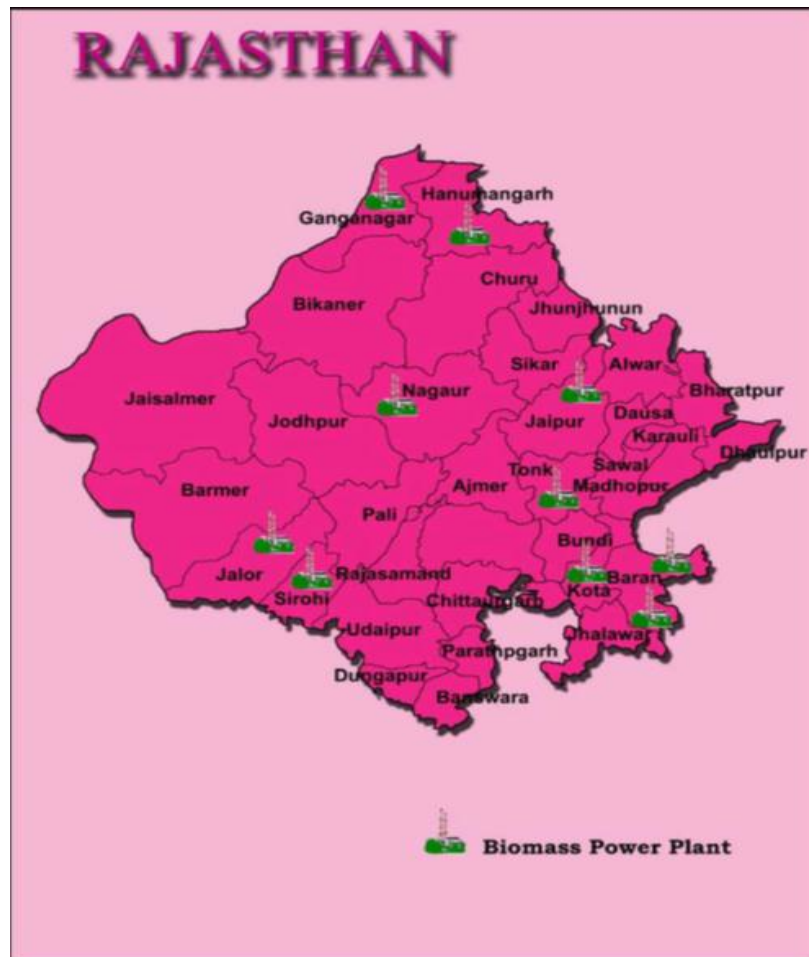 RAJASTHAN
Hanumangarh
Ganganagar
Churu
Bikaner
Jhunjhunun
Sikar
Alwar
Nagaur
Bharatpur
Jaisalmer
Dausa
Jodhpur
Jaipur
Karauli
Dhaulpur
Tonk
Sawal
Madhopur
Ajmer
Barmer
Pali
Bundi
Jalor
Rajasamand
Baran
Kota
Sirohi
Chittaurgarh
Udaipur
Jhalawar
Parathpgarh
Dungapur
Banswara
Biomass Power Plant